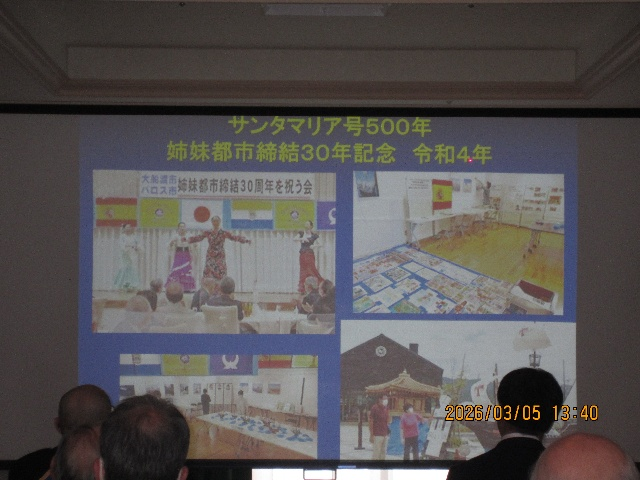 サンタマリア号500年
姉妹都市締結30年記念 令和4年
大船渡市
パロス市
姉妹都市締結30周年を祝う会
2026/03/05 13:40